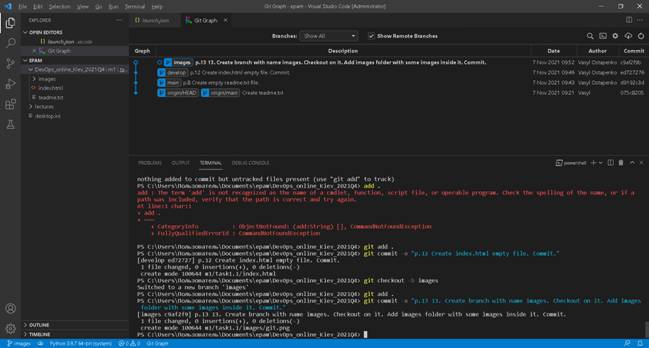 File Edit Selection View Go Run Terminal Help
launch.json - epam - Visual Studio Code [Administrator]
EXPLORER
launch.json
Git Graph
OPEN EDITORS
launch.json .vscode
Git Graph
EPAM
DevOps_online_Kiev_2021Q4 • m1
images
index.html
readme.txt
lectures
desktop.ini
OUTLINE
TIMELINE
Branches: Show All
Show Remote Branches
Graph Description Date Author Commit
images p.13 13. Create branch with name images. Checkout on it. Add images folder with some images inside it. Commit. 7 Nov 2021 09:52 Vasyl Ostapenko c9af2f9b
develop p.12 Create index.html empty file. Commit. 7 Nov 2021 09:46 Vasyl Ostapenko ed727276
main p.8 Create empty readme.txt file. 7 Nov 2021 09:43 Vasyl Ostapenko
origin/HEAD origin/main Create readme.txt 7 Nov 2021 09:21 Vasyl
PROBLEMS OUTPUT TERMINAL DEBUG CONSOLE
powershell
nothing added to commit but untracked files present (use "git add" to track)
PS C:\Users\Пользователь\Documents\epam\DevOps_online_Kiev_2021Q4> add .
add : The term 'add' is not recognized as the name of a cmdlet, function, script file, or operable program. Check the spelling of the name, or if a
path was included, verify that the path is correct and try again.
At line:1 char:1
+ add .
+ ~~~
+ CategoryInfo : ObjectNotFound: (add:String) [], CommandNotFoundException
+ FullyQualifiedErrorId : CommandNotFoundException
PS C:\Users\Пользователь\Documents\epam\DevOps_online_Kiev_2021Q4> git add .
PS C:\Users\Пользователь\Documents\epam\DevOps_online_Kiev_2021Q4> git commit -m "p.12 Create index.html empty file. Commit."
[develop ed72727] p.12 Create index.html empty file. Commit.
1 file changed, 0 insertions(+), 0 deletions(-)
create mode 100644 m1/task1.1/index.html
PS C:\Users\Пользователь\Documents\epam\DevOps_online_Kiev_2021Q4> git checkout -b images
Switched to a new branch 'images'
PS C:\Users\Пользователь\Documents\epam\DevOps_online_Kiev_2021Q4> git add .
PS C:\Users\Пользователь\Documents\epam\DevOps_online_Kiev_2021Q4> git commit -m "p.13 13. Create branch with name images. Checkout on it. Add images
folder with some images inside it. Commit."
[images c9af2f9] p.13 13. Create branch with name images. Checkout on it. Add images folder with some images inside it. Commit.
1 file changed, 0 insertions(+), 0 deletions(-)
create mode 100644 m1/task1.1/images/git.png
PS C:\Users\Пользователь\Documents\epam\DevOps_online_Kiev_2021Q4>
images Python 3.9.7 64-bit (system) 0 0 Git Graph